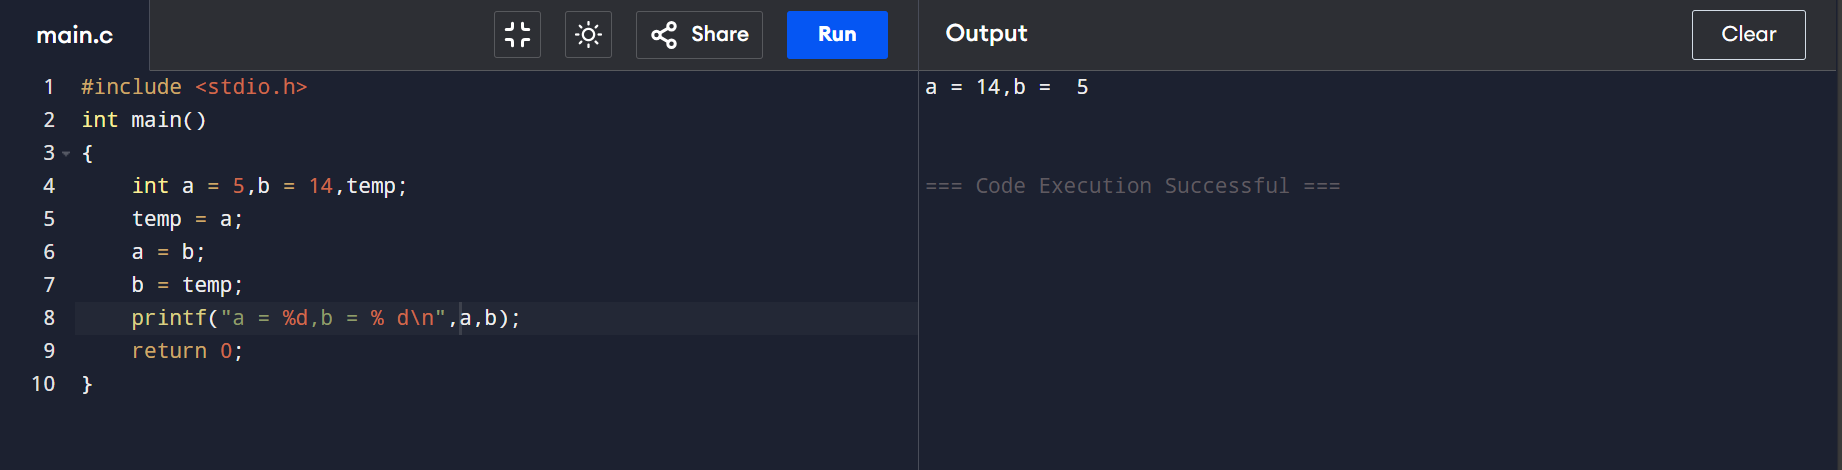 main.c
Share
Run
Output
Clear
1 #include <stdio.h>
2 int main()
3 {
4     int a = 5,b = 14,temp;
5     temp = a;
6     a = b;
7     b = temp;
8     printf("a = %d,b = % d\n",a,b);
9     return 0;
10 }
a = 14,b =  5
=== Code Execution Successful ===